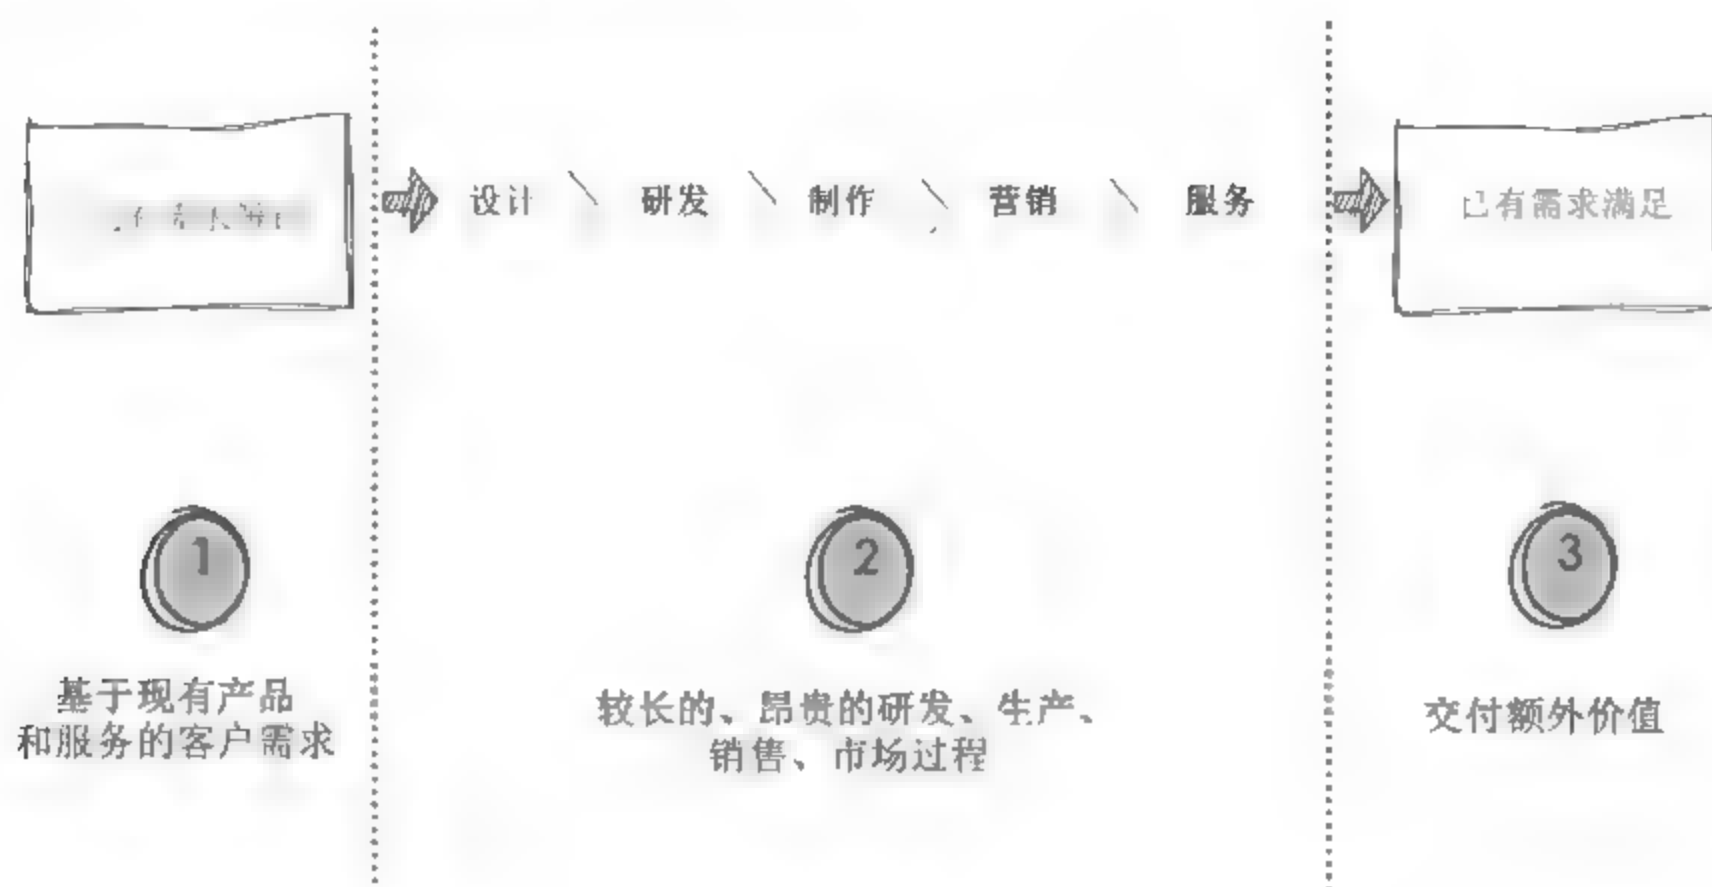 设计
研发
制作
营销
服务
已有需求满足
1
2
3
基于现有产品
和服务的客户需求
较长的、昂贵的研发、生产、
销售、市场过程
交付额外价值